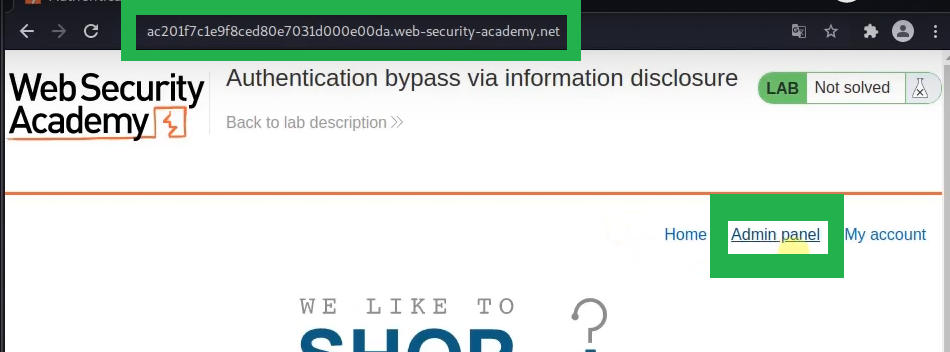 ac201f7c1e9f8ced80e7031d000e00da.web-security-academy.net
Web Security
Academy
Authentication bypass via information disclosure
Back to lab description
LAB Not solved
Home Admin panel My account
WE LIKE TO
SHOP